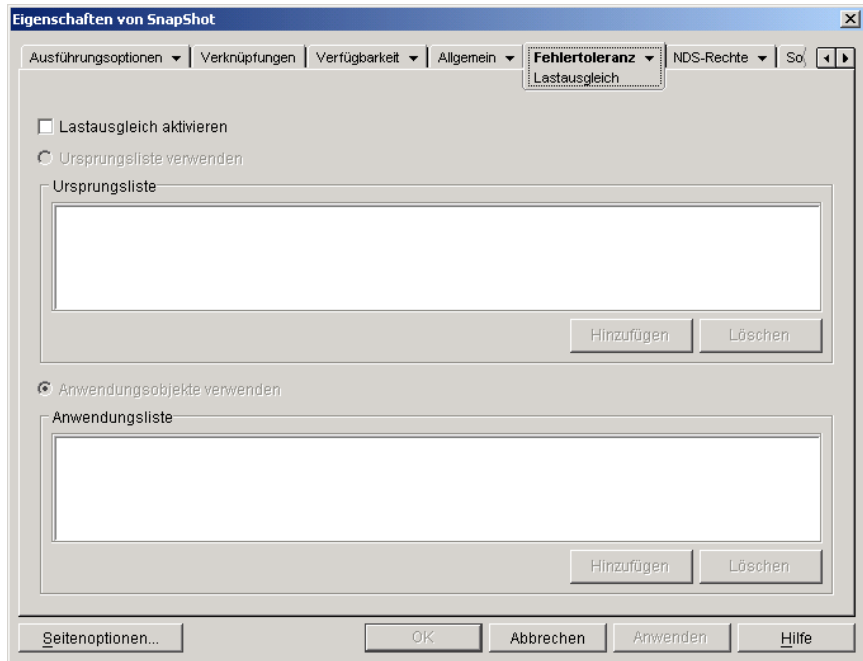 Eigenschaften von SnapShot
Ausführungsoptionen Verknüpfungen Verfügbarkeit Allgemein Fehlertoleranz NDS-Rechte
Lastausgleich
Lastausgleich aktivieren
Ursprungsliste verwenden
Ursprungsliste
Hinzufügen Löschen
Anwendungsobjekte verwenden
Anwendungsliste
Hinzufügen Löschen
Seitenoptionen... OK Abbrechen Anwenden Hilfe